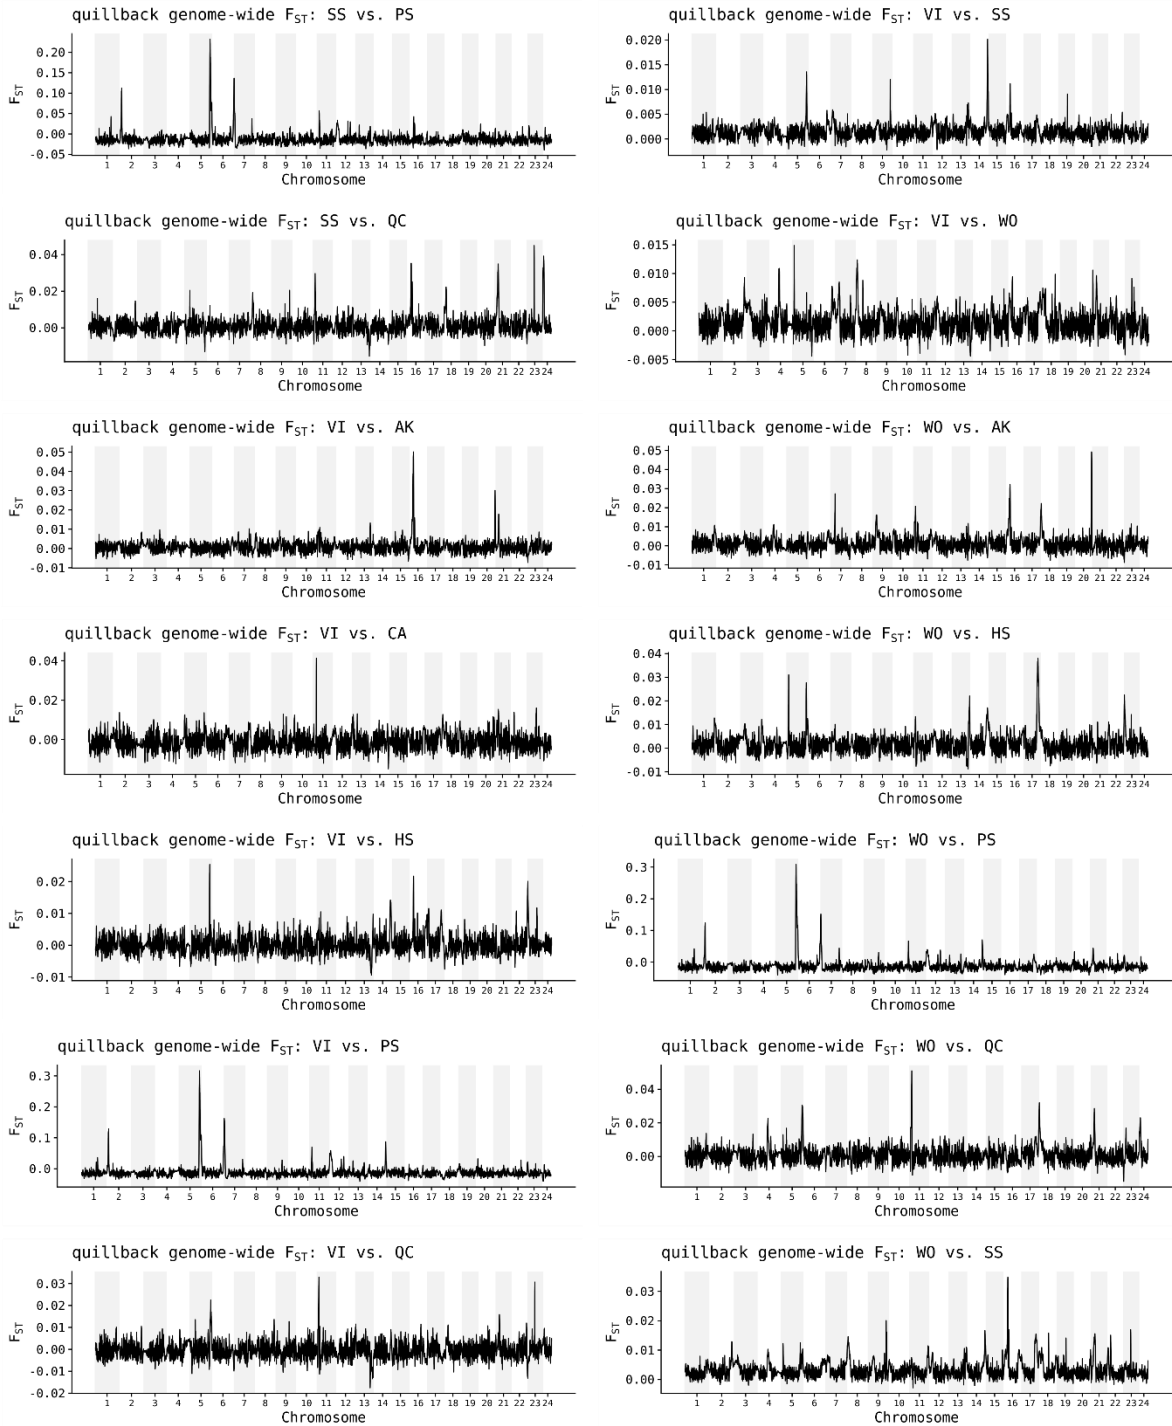 quillback genome-wide FST: SS vs. PS
FST
0.20
0.15
0.10
0.05
0.00
-0.05
1 2 3 4 5 6 7 8 9 10 11 12 13 14 15 16 17 18 19 20 21 22 23 24
Chromosome
quillback genome-wide FST: VI vs. SS
FST
0.020
0.015
0.010
0.005
0.000
1 2 3 4 5 6 7 8 9 10 11 12 13 14 15 16 17 18 19 20 21 22 23 24
Chromosome
quillback genome-wide FST: SS vs. QC
FST
0.04
0.02
0.00
1 2 3 4 5 6 7 8 9 10 11 12 13 14 15 16 17 18 19 20 21 22 23 24
Chromosome
quillback genome-wide FST: VI vs. WO
FST
0.015
0.010
0.005
0.000
-0.005
1 2 3 4 5 6 7 8 9 10 11 12 13 14 15 16 17 18 19 20 21 22 23 24
Chromosome
quillback genome-wide FST: VI vs. AK
FST
0.05
0.04
0.03
0.02
0.01
0.00
-0.01
1 2 3 4 5 6 7 8 9 10 11 12 13 14 15 16 17 18 19 20 21 22 23 24
Chromosome
quillback genome-wide FST: WO vs. AK
FST
0.05
0.04
0.03
0.02
0.01
0.00
-0.01
1 2 3 4 5 6 7 8 9 10 11 12 13 14 15 16 17 18 19 20 21 22 23 24
Chromosome
quillback genome-wide FST: VI vs. CA
FST
0.04
0.02
0.00
1 2 3 4 5 6 7 8 9 10 11 12 13 14 15 16 17 18 19 20 21 22 23 24
Chromosome
quillback genome-wide FST: WO vs. HS
FST
0.04
0.03
0.02
0.01
0.00
-0.01
1 2 3 4 5 6 7 8 9 10 11 12 13 14 15 16 17 18 19 20 21 22 23 24
Chromosome
quillback genome-wide FST: VI vs. HS
FST
0.02
0.01
0.00
-0.01
1 2 3 4 5 6 7 8 9 10 11 12 13 14 15 16 17 18 19 20 21 22 23 24
Chromosome
quillback genome-wide FST: WO vs. PS
FST
0.3
0.2
0.1
0.0
1 2 3 4 5 6 7 8 9 10 11 12 13 14 15 16 17 18 19 20 21 22 23 24
Chromosome
quillback genome-wide FST: VI vs. PS
FST
0.3
0.2
0.1
0.0
1 2 3 4 5 6 7 8 9 10 11 12 13 14 15 16 17 18 19 20 21 22 23 24
Chromosome
quillback genome-wide FST: WO vs. QC
FST
0.04
0.02
0.00
1 2 3 4 5 6 7 8 9 10 11 12 13 14 15 16 17 18 19 20 21 22 23 24
Chromosome
quillback genome-wide FST: VI vs. QC
FST
0.03
0.02
0.01
0.00
-0.01
-0.02
1 2 3 4 5 6 7 8 9 10 11 12 13 14 15 16 17 18 19 20 21 22 23 24
Chromosome
quillback genome-wide FST: WO vs. SS
FST
0.03
0.02
0.01
0.00
1 2 3 4 5 6 7 8 9 10 11 12 13 14 15 16 17 18 19 20 21 22 23 24
Chromosome